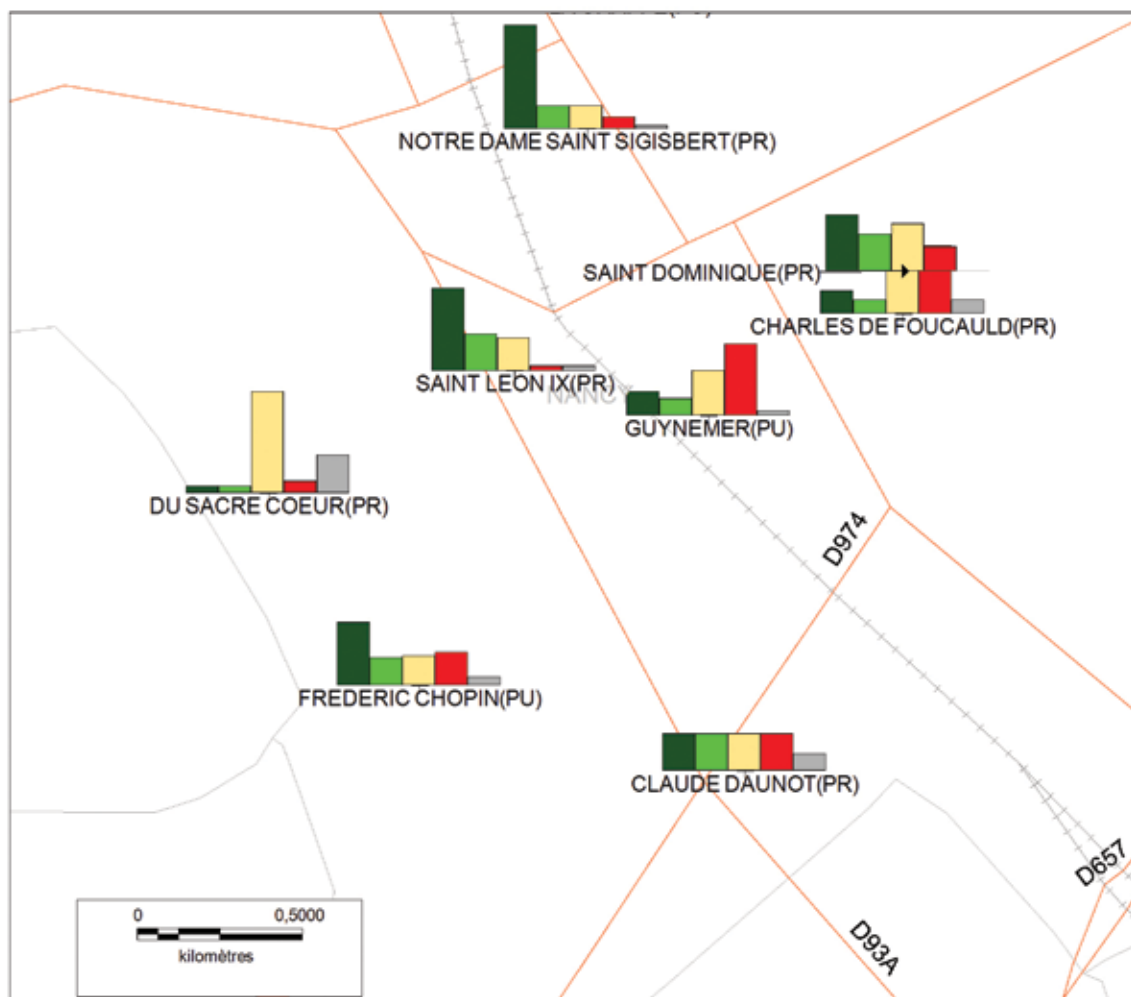 NOTRE DAME SAINT SIGISBERT(PR)
SAINT DOMINIQUE(PR)
CHARLES DE FOUCAULD(PR)
SAINT LEON IX(PR)
NANCY
GUYNEMER(PU)
DU SACRE COEUR(PR)
D974
FREDERIC CHOPIN(PU)
CLAUDE DAUNOT(PR)
D657
D93A
0 0,5000
kilomètres